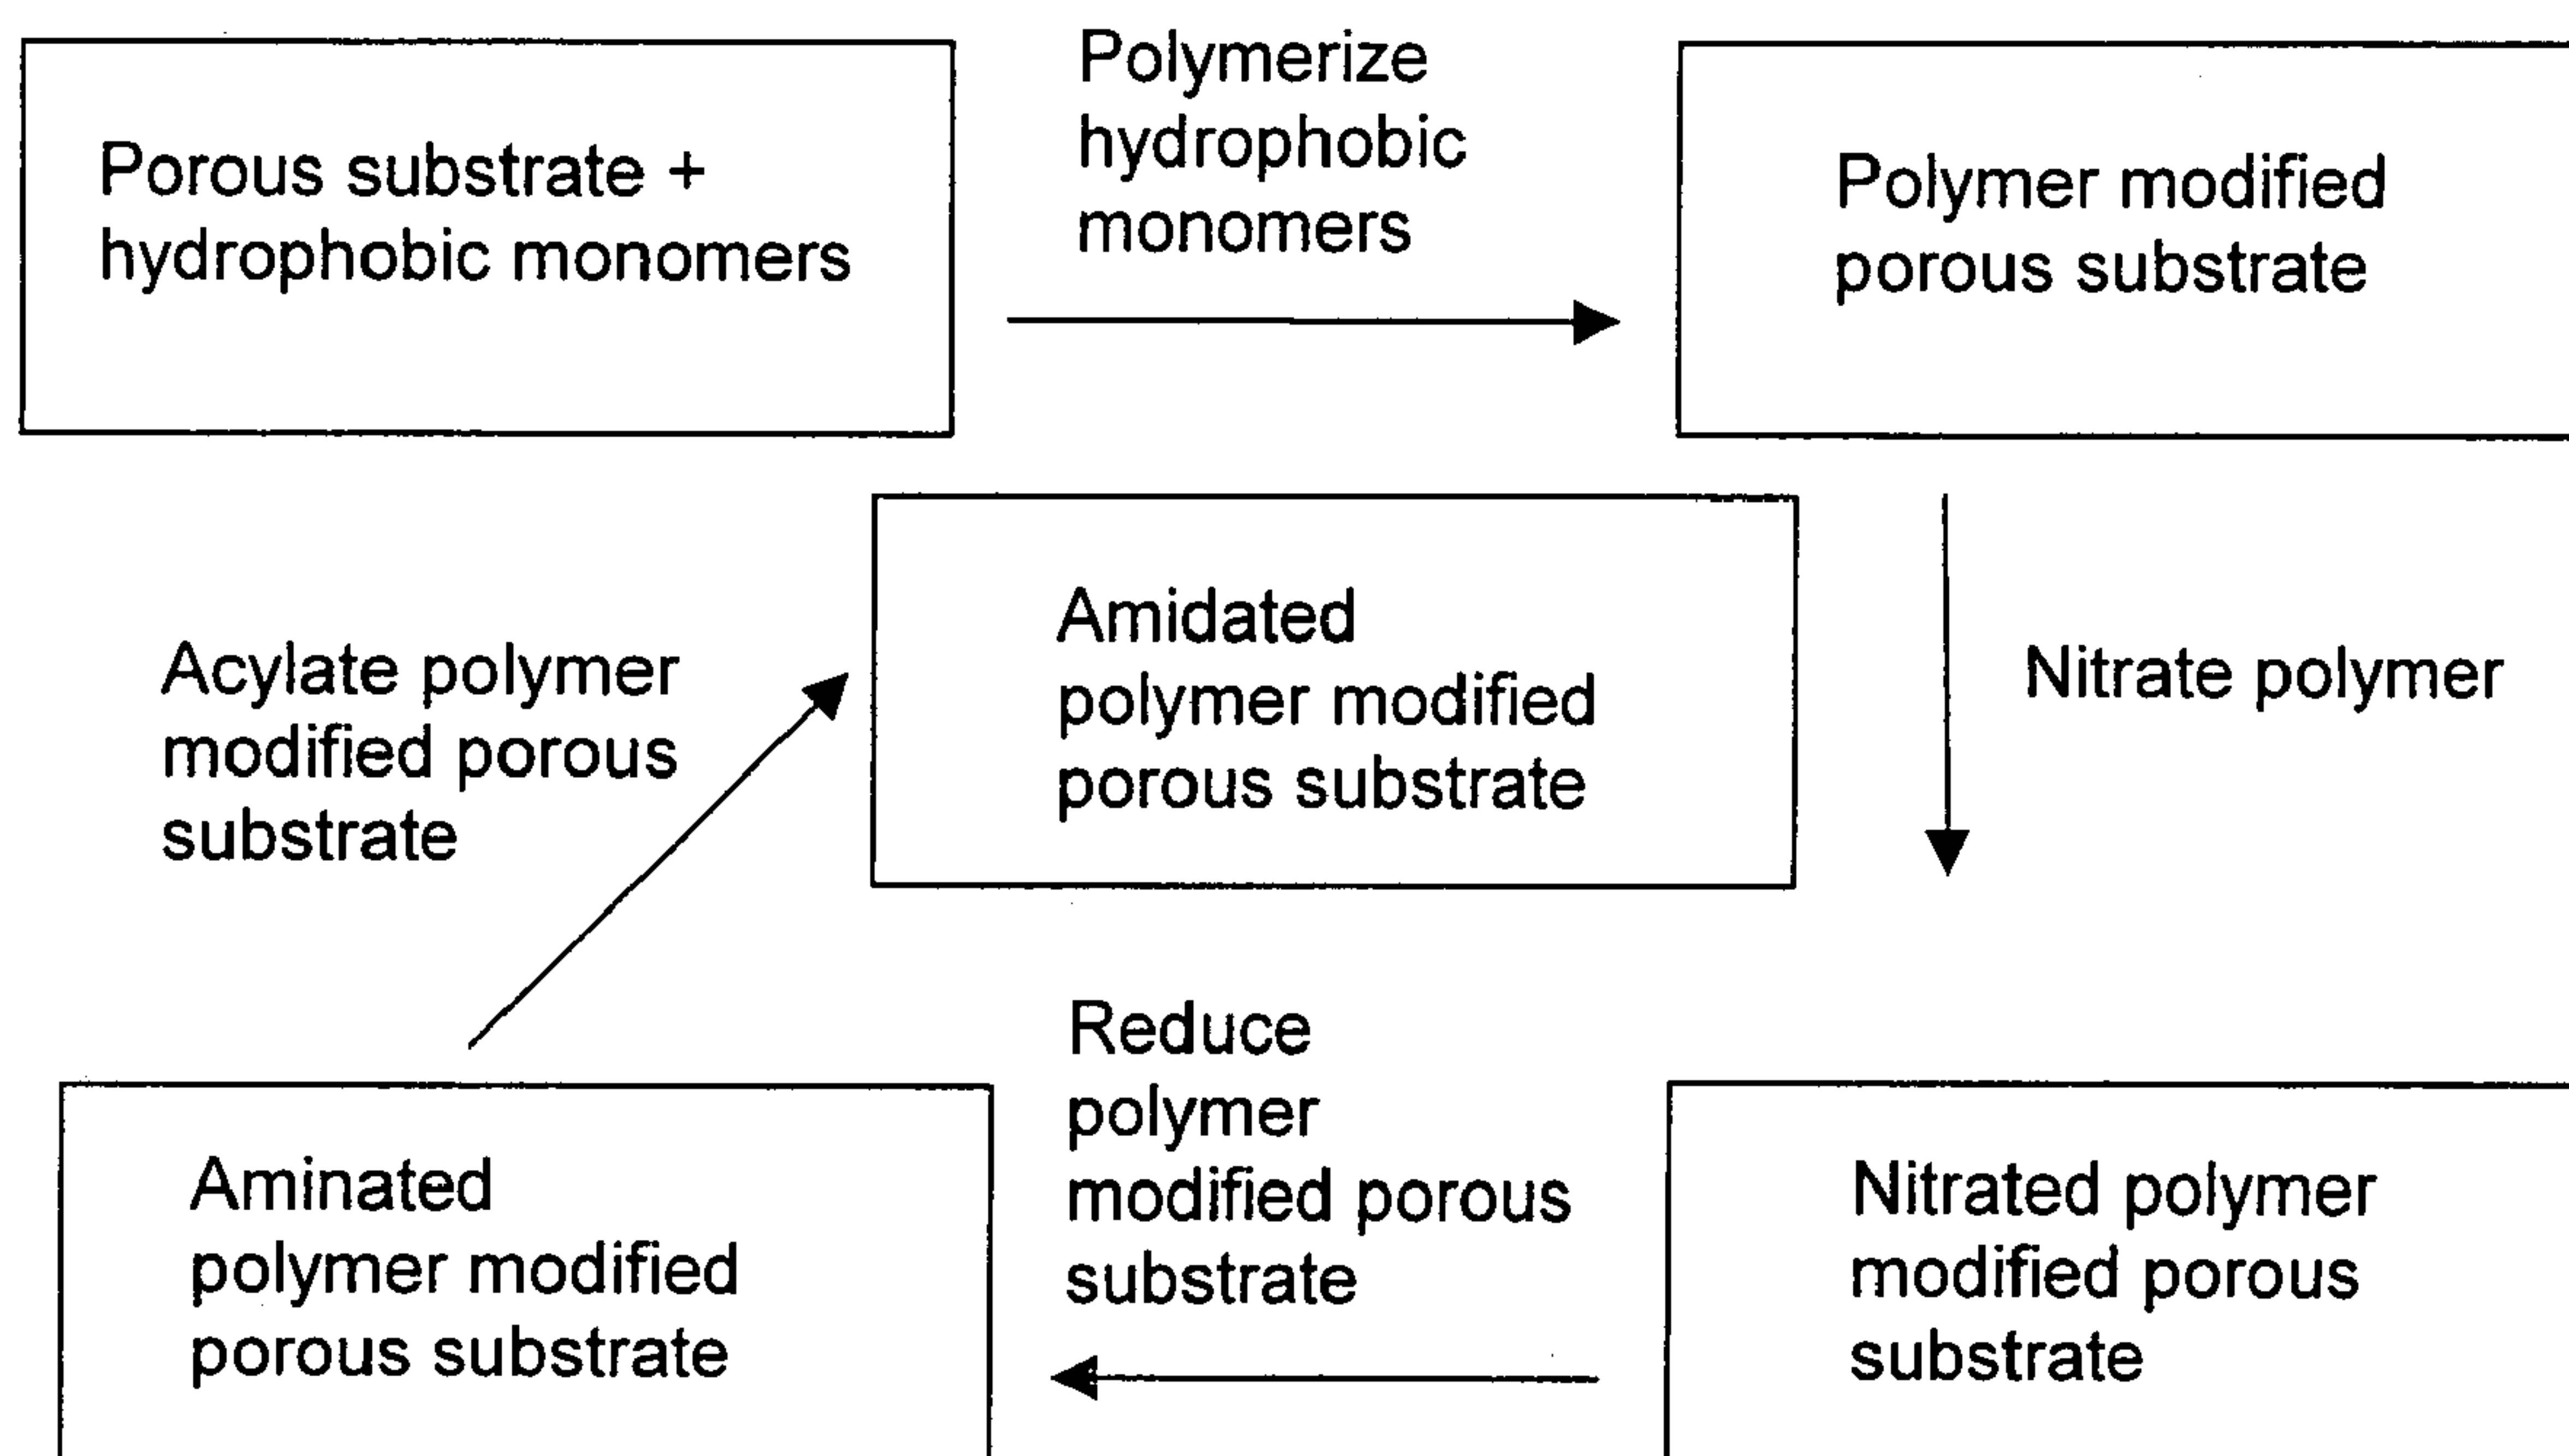 Porous substrate +
hydrophobic monomers
Polymerize
hydrophobic
monomers
Polymer modified
porous substrate
Nitrate polymer
Nitrated polymer
modified porous
substrate
Reduce
polymer
modified porous
substrate
Aminated
polymer modified
porous substrate
Acylate polymer
modified porous
substrate
Amidated
polymer modified
porous substrate